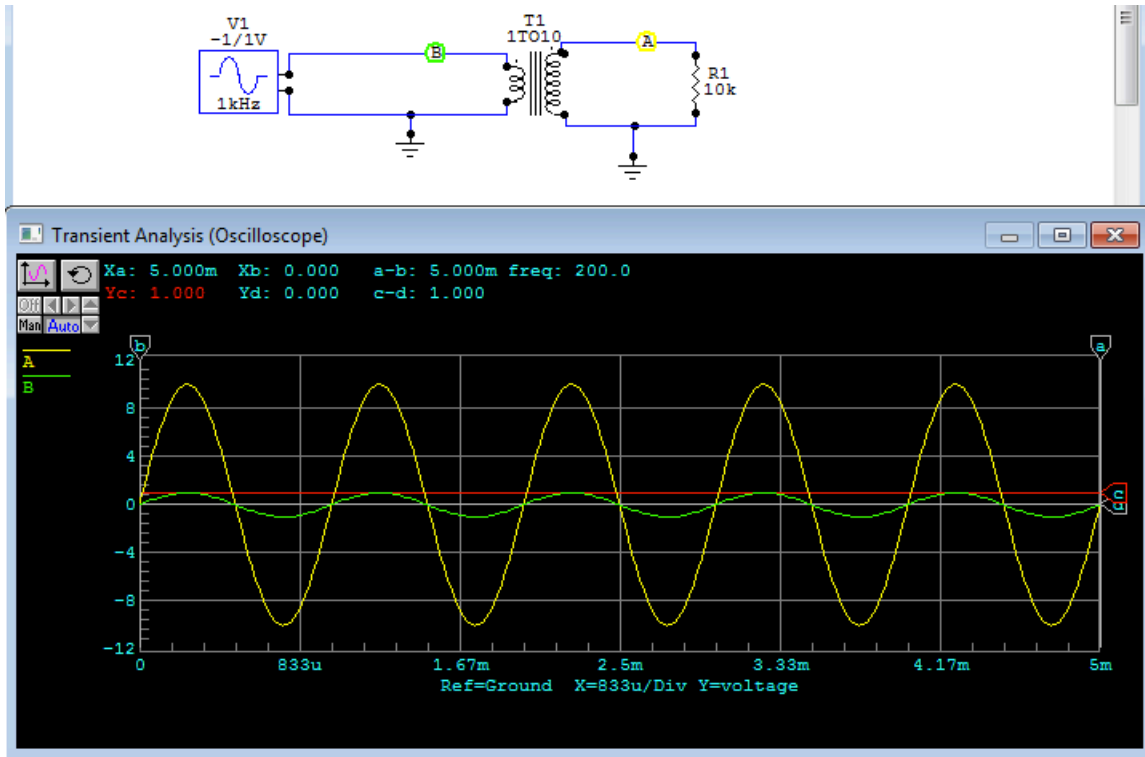 V1
-1/1V
1kHz
B
T1
1TO10
A
R1
10k
Transient Analysis (Oscilloscope)
Xa: 5.000m Xb: 0.000 a-b: 5.000m freq: 200.0
Yc: 1.000 Yd: 0.000 c-d: 1.000
Off
Man Auto
A
B
b
a
12
8
4
0
-4
-8
-12
c
d
0 833u 1.67m 2.5m 3.33m 4.17m 5m
Ref=Ground X=833u/Div Y=voltage